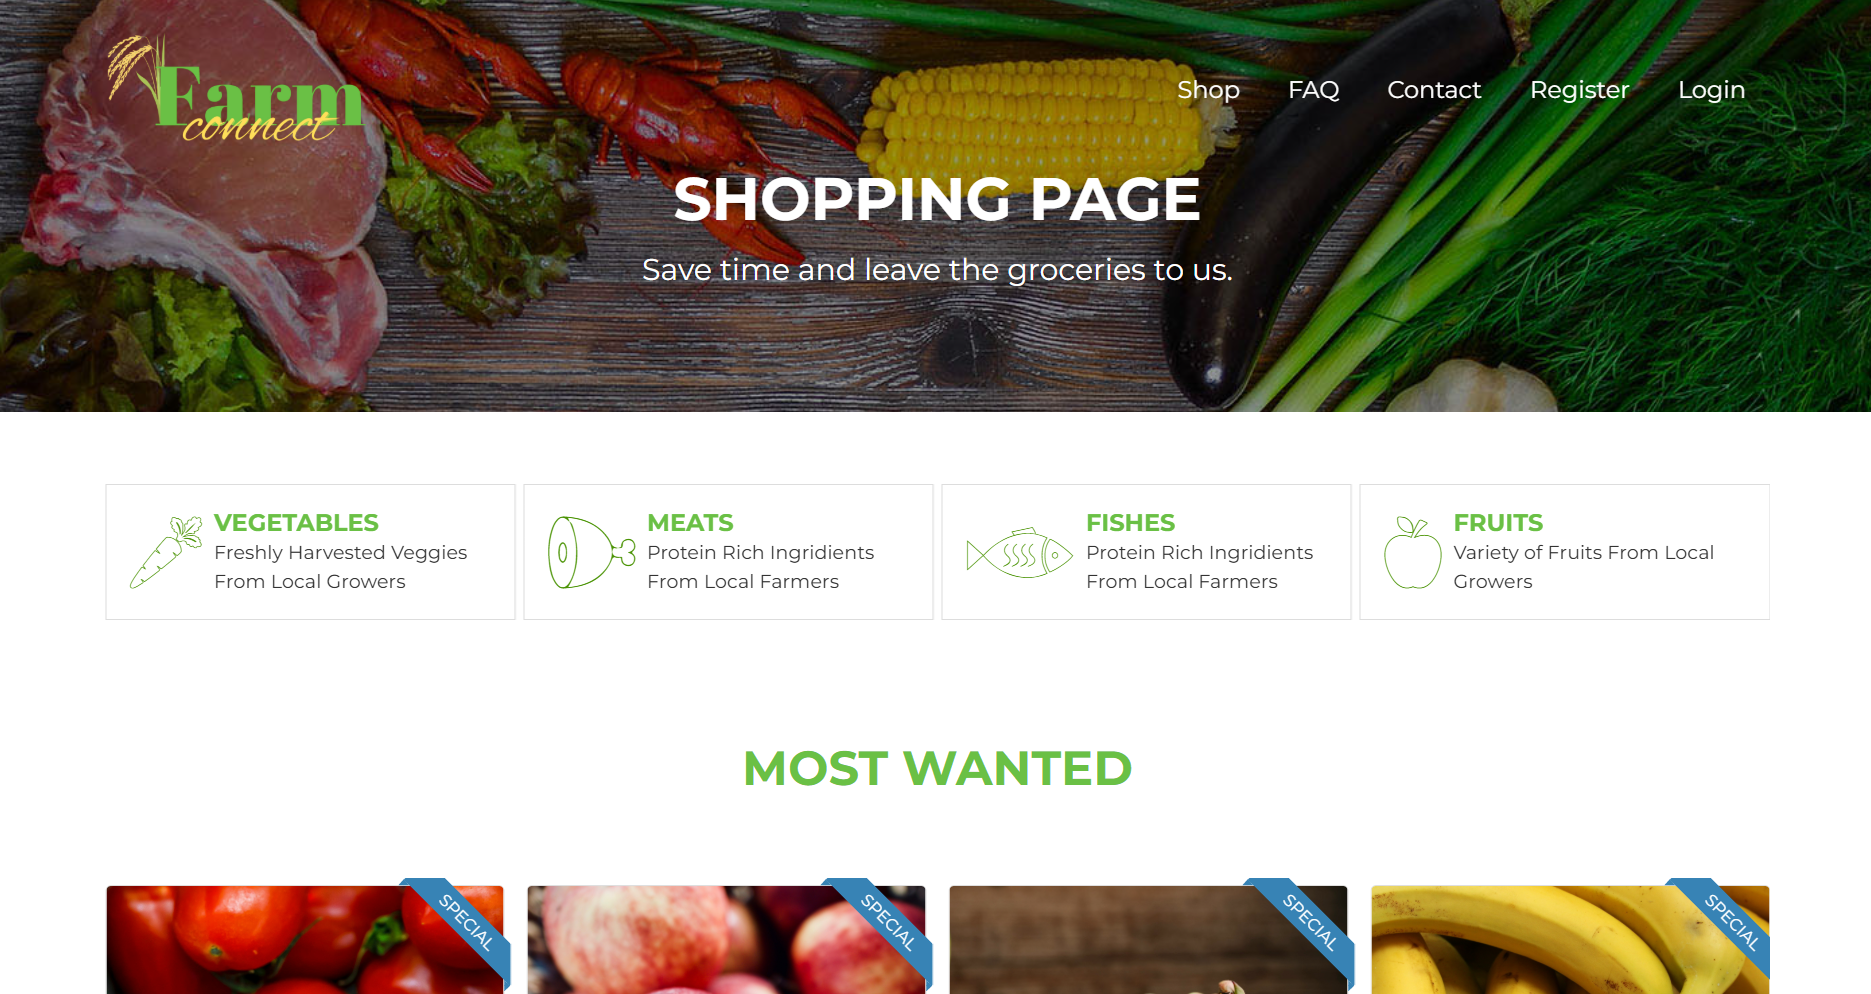 Farm
connect
Shop FAQ Contact Register Login
SHOPPING PAGE
Save time and leave the groceries to us.
VEGETABLES
Freshly Harvested Veggies
From Local Growers
MEATS
Protein Rich Ingridients
From Local Farmers
FISHES
Protein Rich Ingridients
From Local Farmers
FRUITS
Variety of Fruits From Local
Growers
MOST WANTED
SPECIAL
SPECIAL
SPECIAL
SPECIAL